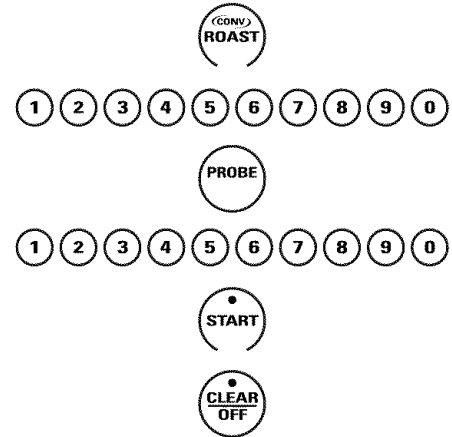 CONV
ROAST
1 2 3 4 5 6 7 8 9 0
PROBE
1 2 3 4 5 6 7 8 9 0
START
CLEAR
OFF